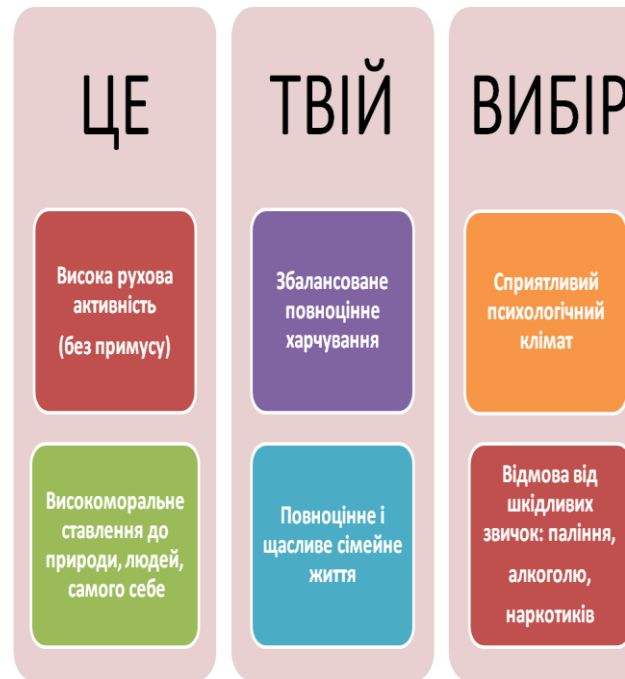 ЦЕ
ТВІЙ
ВИБІР
Висока рухова
активність
(без примусу)
Збалансоване
повноцінне
харчування
Сприятливий
психологічний
клімат
Високоморальне
ставлення до
природи, людей,
самого себе
Повноцінне і
щасливе сімейне
життя
Відмова від
шкідливих
звичок: паління,
алкоголю,
наркотиків